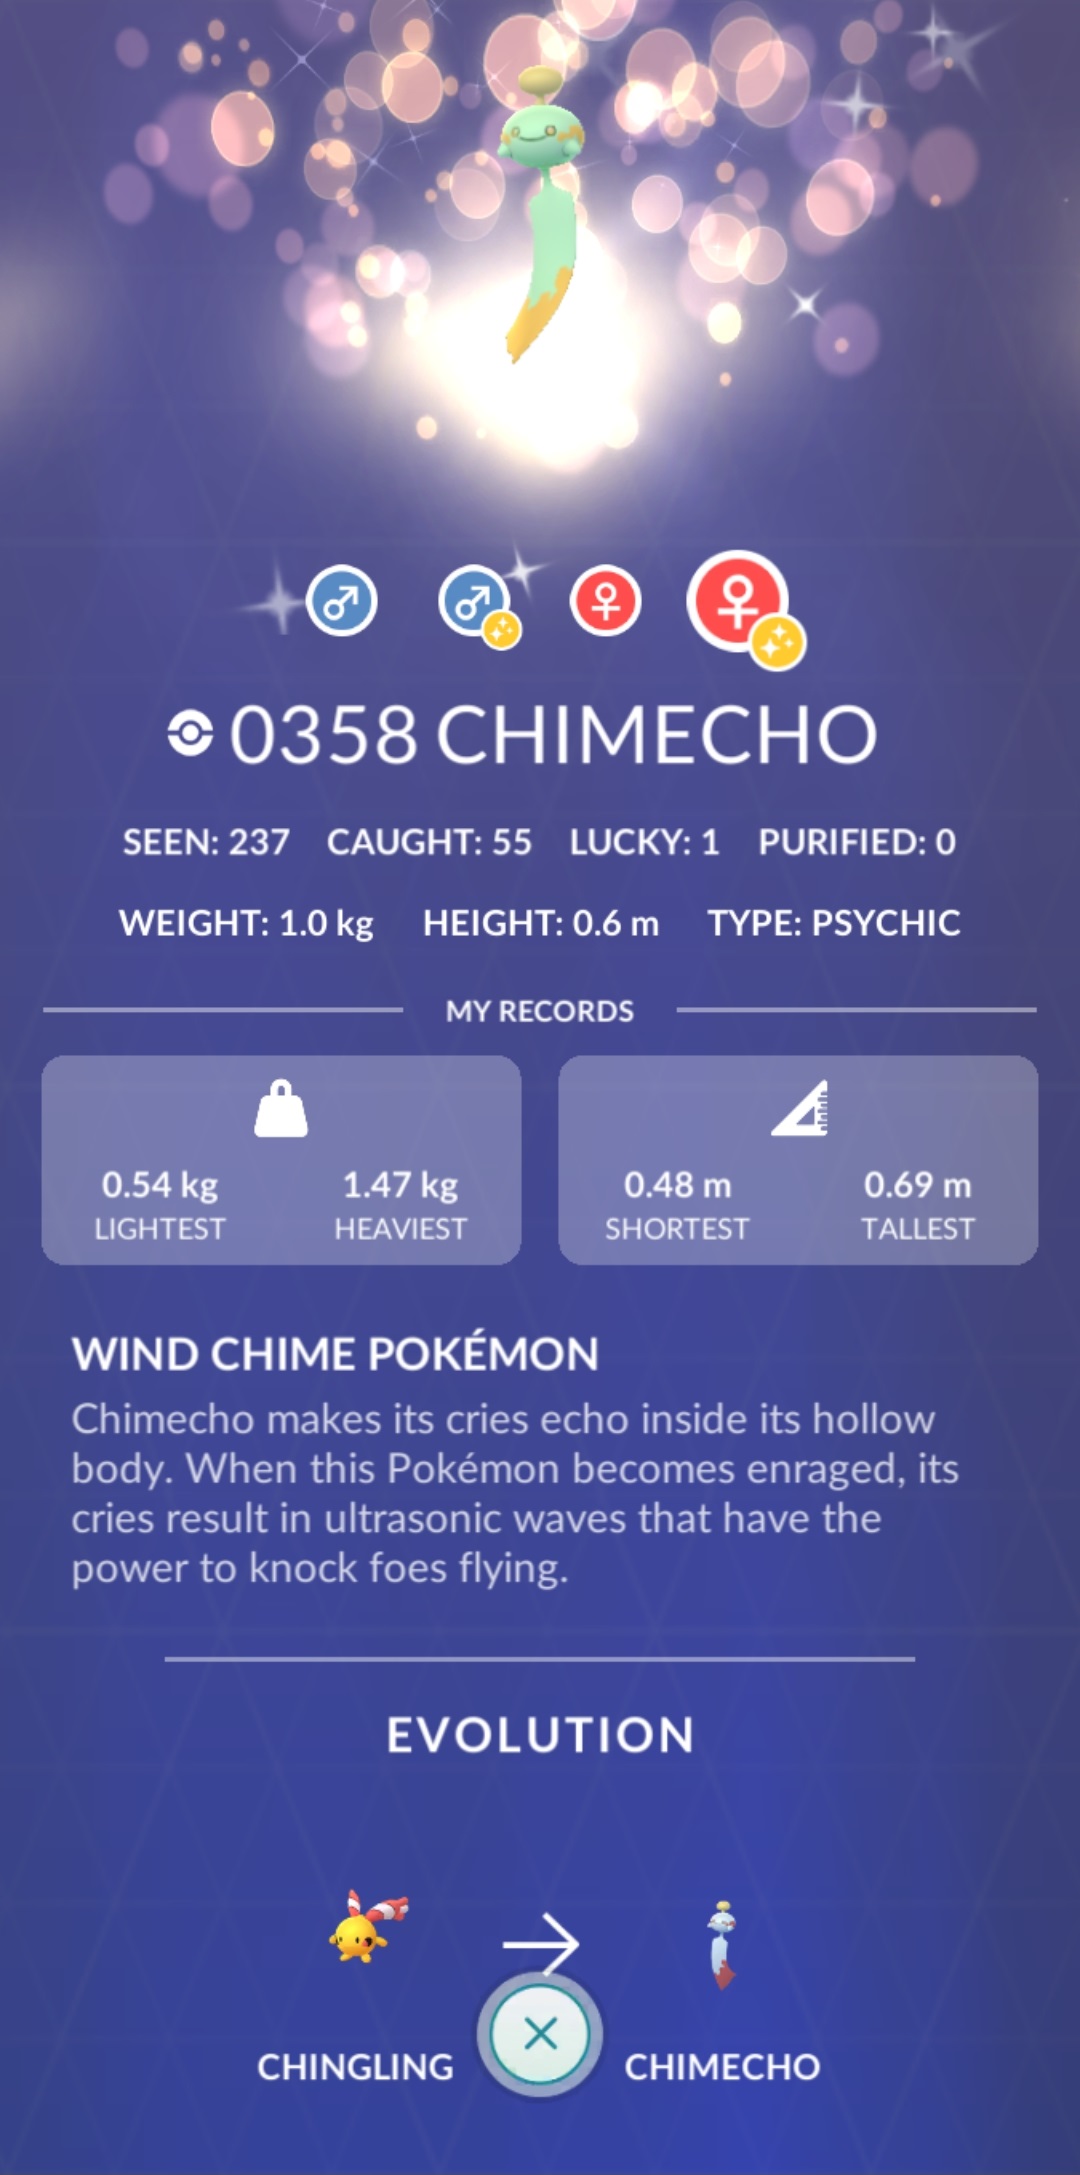 0358 CHIMECHO
SEEN: 237 CAUGHT: 55 LUCKY: 1 PURIFIED: 0
WEIGHT: 1.0 kg HEIGHT: 0.6 m TYPE: PSYCHIC
MY RECORDS
0.54 kg 1.47 kg 0.48 m 0.69 m
LIGHTEST HEAVIEST SHORTEST TALLEST
WIND CHIME POKÉMON
Chimecho makes its cries echo inside its hollow
body. When this Pokémon becomes enraged, its
cries result in ultrasonic waves that have the
power to knock foes flying.
EVOLUTION
CHINGLING CHIMECHO